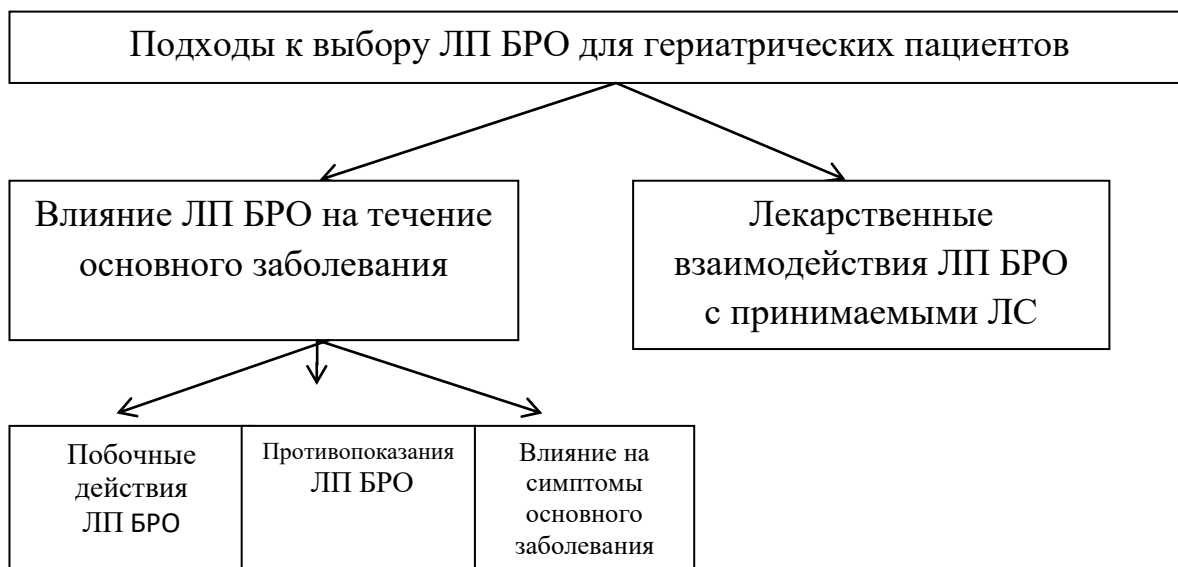 Подходы к выбору ЛП БРО для гериатрических пациентов
Влияние ЛП БРО на течение
основного заболевания
Лекарственные
взаимодействия ЛП БРО
с принимаемыми ЛС
Побочные
действия
ЛП БРО
Противопоказания
ЛП БРО
Влияние на
симптомы
основного
заболевания